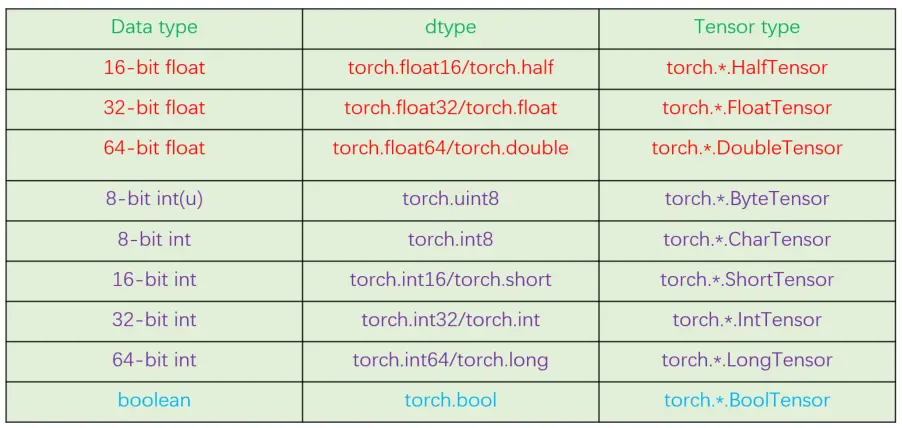 Data type dtype Tensor type
16-bit float torch.float16/torch.half torch.*.HalfTensor
32-bit float torch.float32/torch.float torch.*.FloatTensor
64-bit float torch.float64/torch.double torch.*.DoubleTensor
8-bit int(u) torch.uint8 torch.*.ByteTensor
8-bit int torch.int8 torch.*.CharTensor
16-bit int torch.int16/torch.short torch.*.ShortTensor
32-bit int torch.int32/torch.int torch.*.IntTensor
64-bit int torch.int64/torch.long torch.*.LongTensor
boolean torch.bool torch.*.BoolTensor